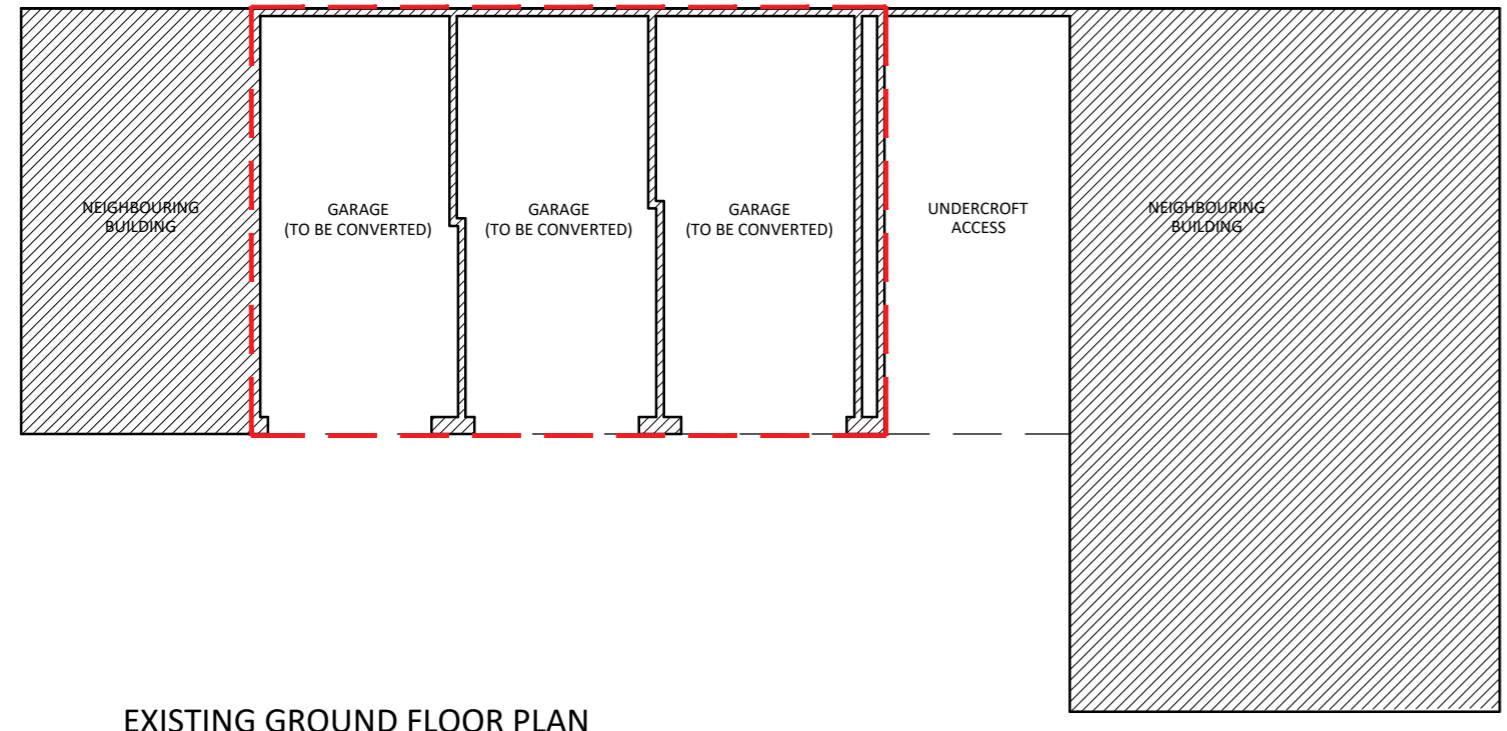 NEIGHBOURING
BUILDING
GARAGE
(TO BE CONVERTED)
GARAGE
(TO BE CONVERTED)
GARAGE
(TO BE CONVERTED)
UNDERCROFT
ACCESS
NEIGHBOURING
BUILDING
EXISTING GROUND FLOOR PLAN